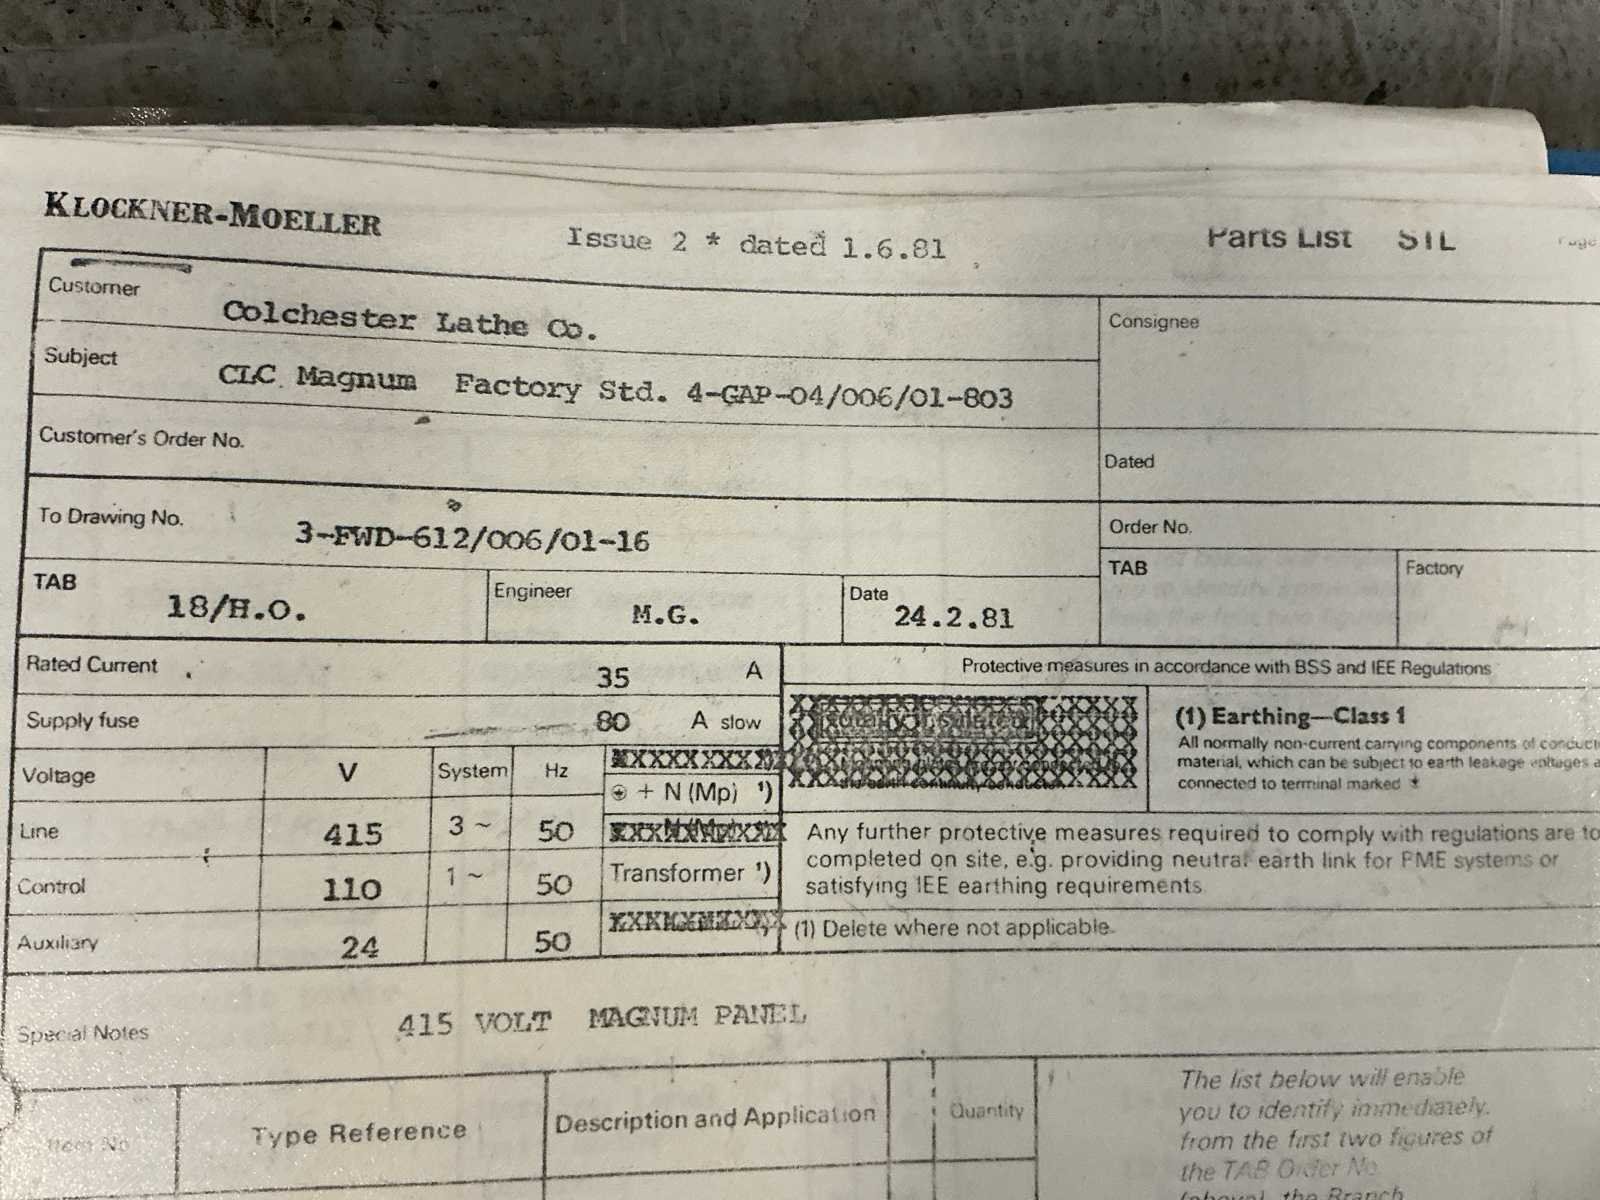 KLOCKNER-MOELLER
Issue 2 * dated 1.6.81
Parts List STL
Customer
Colchester Lathe Co.
Consignee
Subject
CLC Magnum Factory Std. 4-GAP-04/006/01-803
Customer's Order No.
Dated
To Drawing No.
3-FWD-612/006/01-16
Order No.
TAB
18/H.O.
Engineer
M.G.
Date
24.2.81
TAB
Factory
Rated Current 35 A
Protective measures in accordance with BSS and IEE Regulations
Supply fuse 80 A slow
(1) Earthing—Class 1
All normally non-current carrying components of conduct
material, which can be subject to earth leakage voltages a
connected to terminal marked
Voltage V System Hz
+ N (Mp) ¹)
Line 415 3 ~ 50
Any further protective measures required to comply with regulations are to
completed on site, e.g. providing neutral earth link for PME systems or
satisfying IEE earthing requirements
Control 110 1 ~ 50 Transformer ¹)
Auxiliary 24 50
(1) Delete where not applicable.
Special Notes
415 VOLT MAGNUM PANEL
Item No
Type Reference
Description and Application
Quantity
The list below will enable
you to identify immediately.
from the first two figures of
the TAB Order No
(above), the Branch